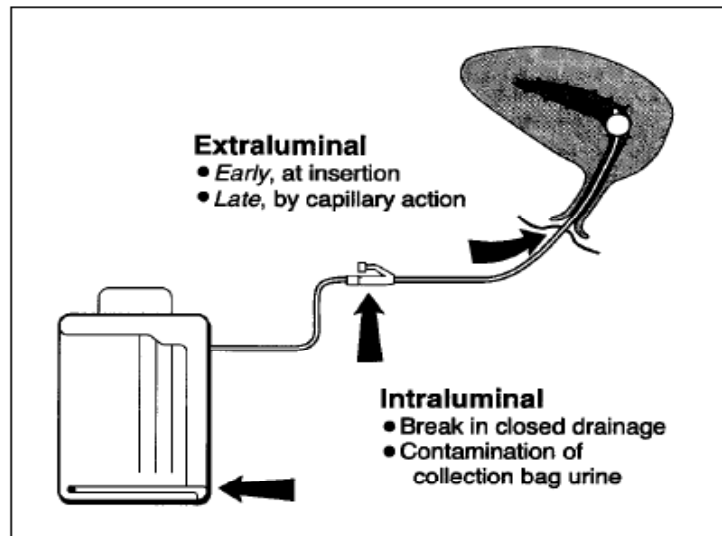 Extraluminal
● Early, at insertion
● Late, by capillary action
Intraluminal
● Break in closed drainage
● Contamination of
collection bag urine